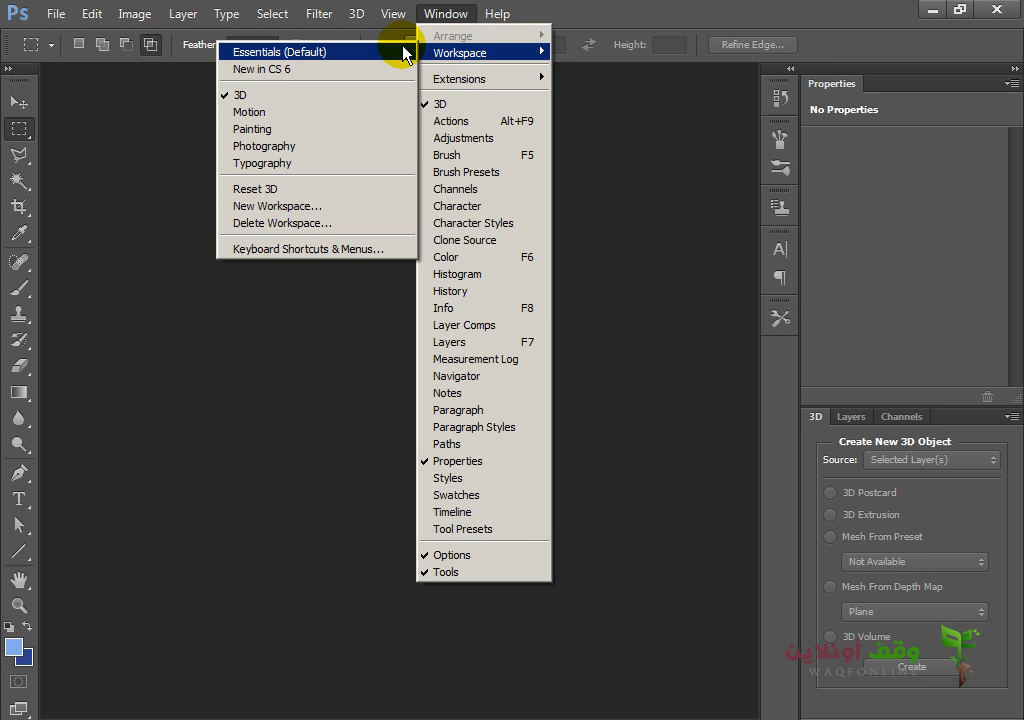 Ps File Edit Image Layer Type Select Filter 3D View Window Help
Feather
Height:
Refine Edge...
Essentials (Default)
New in CS 6
3D
Motion
Painting
Photography
Typography
Reset 3D
New Workspace...
Delete Workspace...
Keyboard Shortcuts & Menus...
Arrange
Workspace
Extensions
3D
Actions Alt+F9
Adjustments
Brush F5
Brush Presets
Channels
Character
Character Styles
Clone Source
Color F6
Histogram
History
Info F8
Layer Comps
Layers F7
Measurement Log
Navigator
Notes
Paragraph
Paragraph Styles
Paths
Properties
Styles
Swatches
Timeline
Tool Presets
Options
Tools
Properties
No Properties
3D Layers Channels
Create New 3D Object
Source: Selected Layer(s)
3D Postcard
3D Extrusion
Mesh From Preset
Not Available
Mesh From Depth Map
Plane
3D Volume
Create
وقف أونلاين
WAQFONLINE